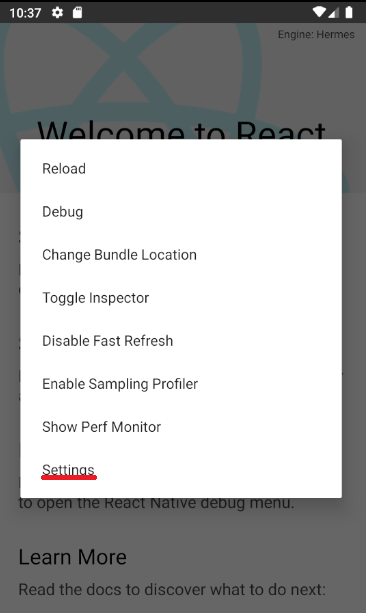 10:37
Engine: Hermes
Welcome to React
Reload
Debug
Change Bundle Location
Toggle Inspector
Disable Fast Refresh
Enable Sampling Profiler
Show Perf Monitor
Settings
to open the React Native debug menu.
Learn More
Read the docs to discover what to do next: